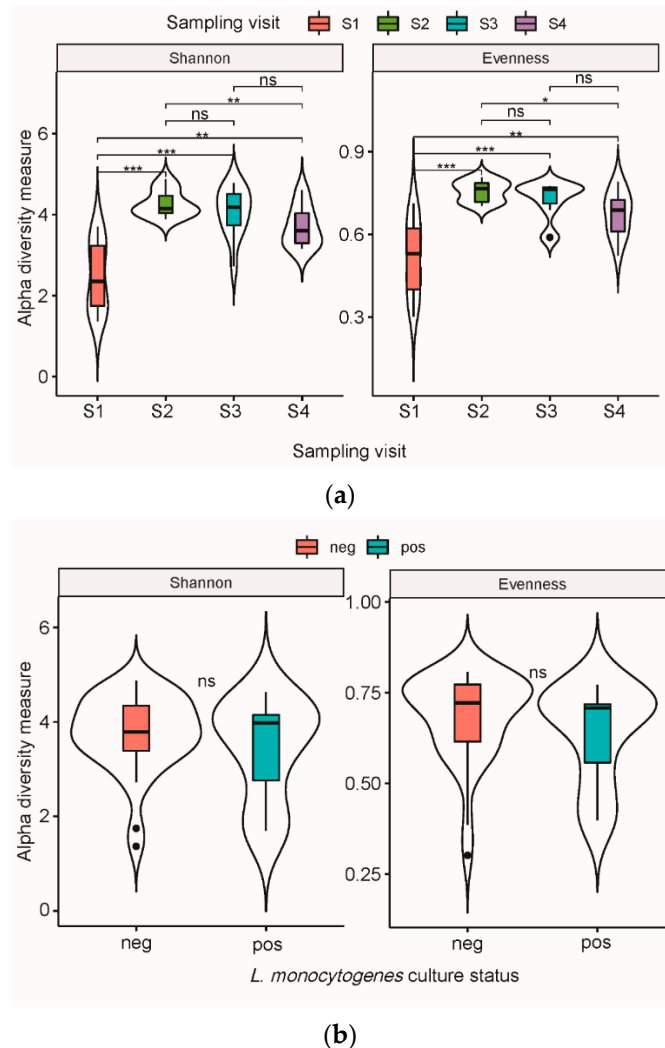 Sampling visit S1 S2 S3 S4
Shannon Evenness
ns ns
** *
ns ns
** **
*** ***
*** ***
Alpha diversity measure
6
4
2
0
0.9
0.6
0.3
S1 S2 S3 S4 S1 S2 S3 S4
Sampling visit
(a)
neg pos
Shannon Evenness
Alpha diversity measure
6
4
2
0
1.00
0.75
0.50
0.25
ns ns
neg pos neg pos
L. monocytogenes culture status
(b)